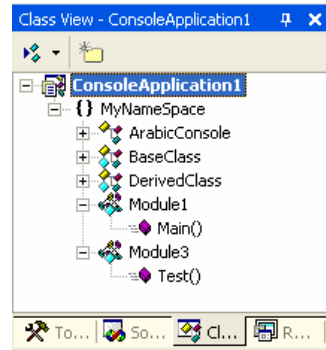 Class View - ConsoleApplication1
ConsoleApplication1
{} MyNameSpace
ArabicConsole
BaseClass
DerivedClass
Module1
Main()
Module3
Test()
To... So... Cl... R...